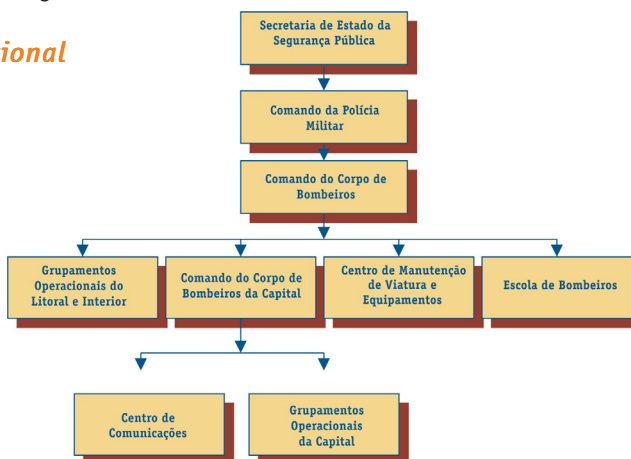 ional
Secretaria de Estado da
Segurança Pública
Comando da Polícia
Militar
Comando do Corpo de
Bombeiros
Grupamentos
Operacionais do
Litoral e Interior
Comando do Corpo de
Bombeiros da Capital
Centro de Manutenção
de Viatura e
Equipamentos
Escola de Bombeiros
Centro de
Comunicações
Grupamentos
Operacionais
da Capital